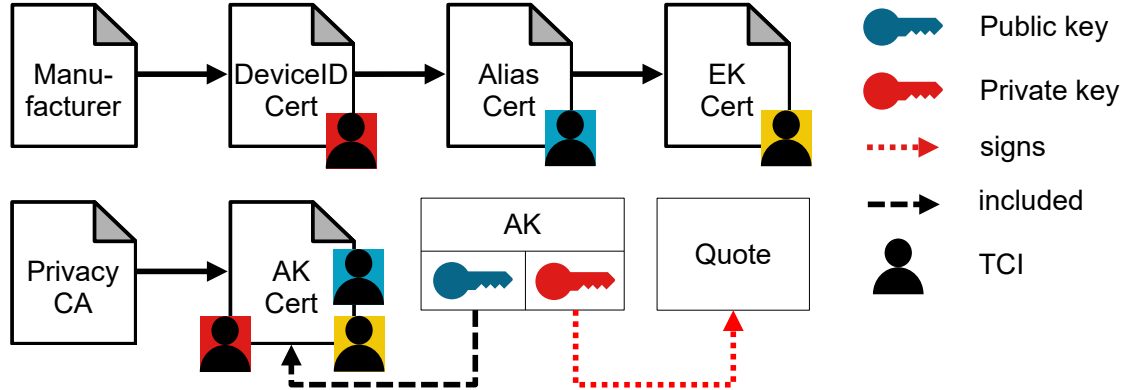 Manu-
facturer
DeviceID
Cert
Alias
Cert
EK
Cert
Public key
Private key
signs
included
TCI
Privacy
CA
AK
Cert
AK
Quote